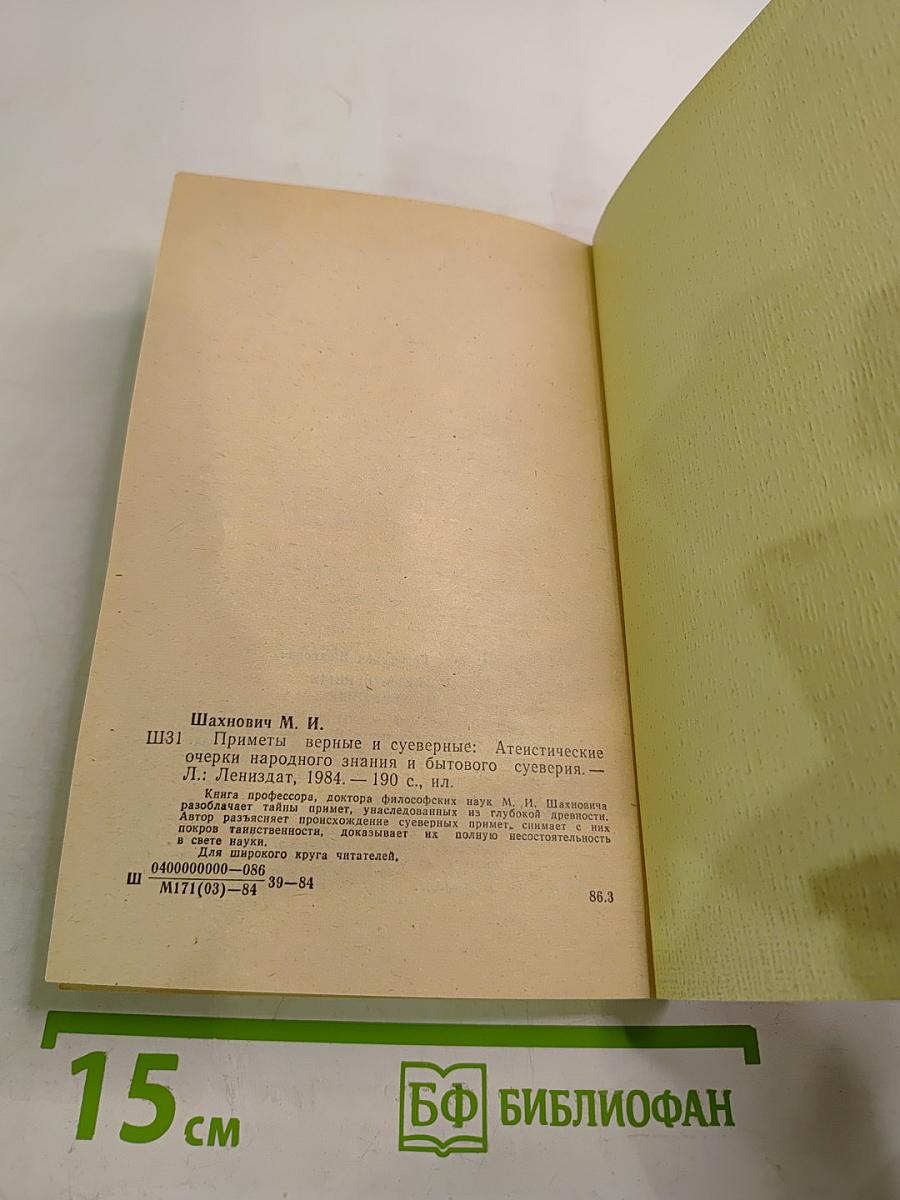 Шахнович М. И.
Ш31 Приметы верные и суеверные: Атеистические
очерки народного знания и бытового суеверия.—
Л.: Лениздат, 1984.— 190 с., ил.
Книга профессора, доктора философских наук М. И. Шахновича
разоблачает тайны примет, унаследованных из глубокой древности.
Автор разъясняет происхождение суеверных примет, снимает с них
покров таинственности, доказывает их полную несостоятельность
в свете науки.
Для широкого круга читателей.
Ш 0400000000—086
М171(03)—84 39—84
86.3
15 см
БФ БИБЛИОФАН